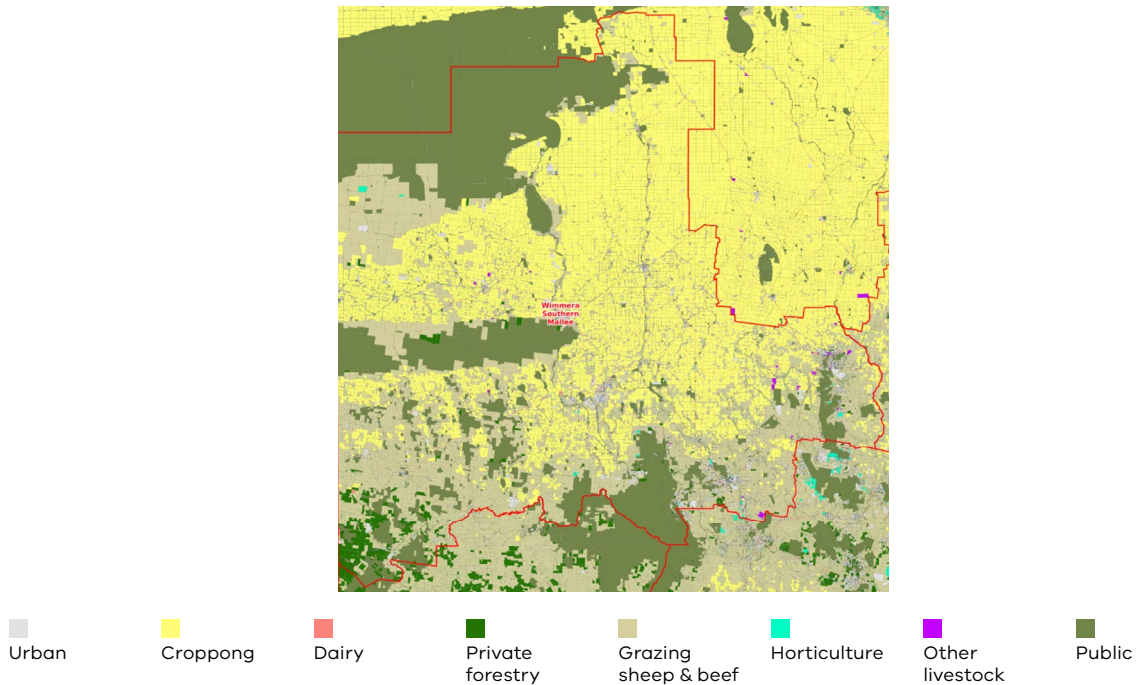 Wimmera
Southern
Mallee
Urban
Croppong
Dairy
Private
forestry
Grazing
sheep & beef
Horticulture
Other
livestock
Public